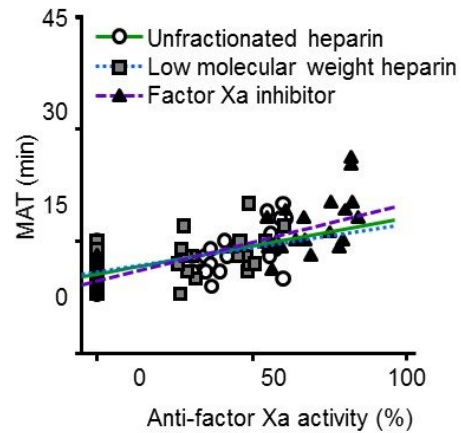 45
Unfractionated heparin
Low molecular weight heparin
Factor Xa inhibitor
30
MAT (min)
15
0
0 50 100
Anti-factor Xa activity (%)